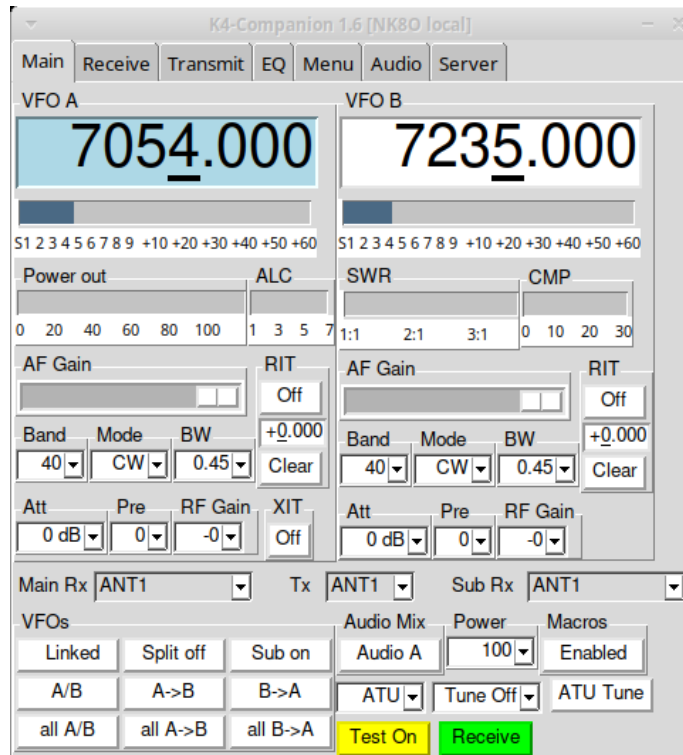 K4-Companion 1.6 [NK8O local]
Main Receive Transmit EQ Menu Audio Server
VFO A VFO B
7054.000 7235.000
S1 2 3 4 5 6 7 8 9 +10 +20 +30 +40 +50 +60 S1 2 3 4 5 6 7 8 9 +10 +20 +30 +40 +50 +60
Power out ALC SWR CMP
0 20 40 60 80 100 1 3 5 7 1:1 2:1 3:1 0 10 20 30
AF Gain RIT AF Gain RIT
Off Off
+0.000 +0.000
Band Mode BW Band Mode BW
40 CW 0.45 Clear 40 CW 0.45 Clear
Att Pre RF Gain XIT Att Pre RF Gain
0 dB 0 -0 Off 0 dB 0 -0
Main Rx ANT1 Tx ANT1 Sub Rx ANT1
VFOs Audio Mix Power Macros
Linked Split off Sub on Audio A 100 Enabled
A/B A->B B->A ATU Tune Off ATU Tune
all A/B all A->B all B->A Test On Receive